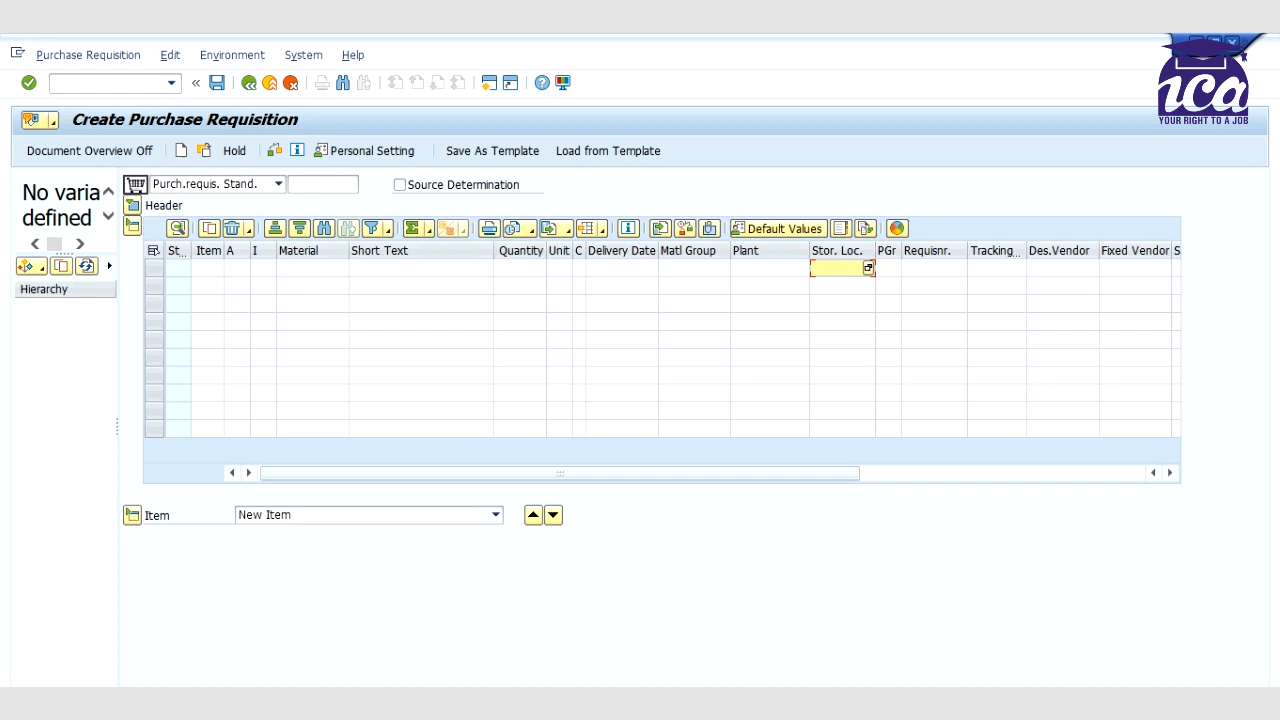 Purchase Requisition Edit Environment System Help
ica
YOUR RIGHT TO A JOB
Create Purchase Requisition
Document Overview Off Hold Personal Setting Save As Template Load from Template
No varia
defined
Purch.requis. Stand. Source Determination
Header
Default Values
St... Item A I Material Short Text Quantity Unit C Delivery Date Matl Group Plant Stor. Loc. PGr Requisnr. Tracking... Des.Vendor Fixed Vendor S
Hierarchy
Item New Item